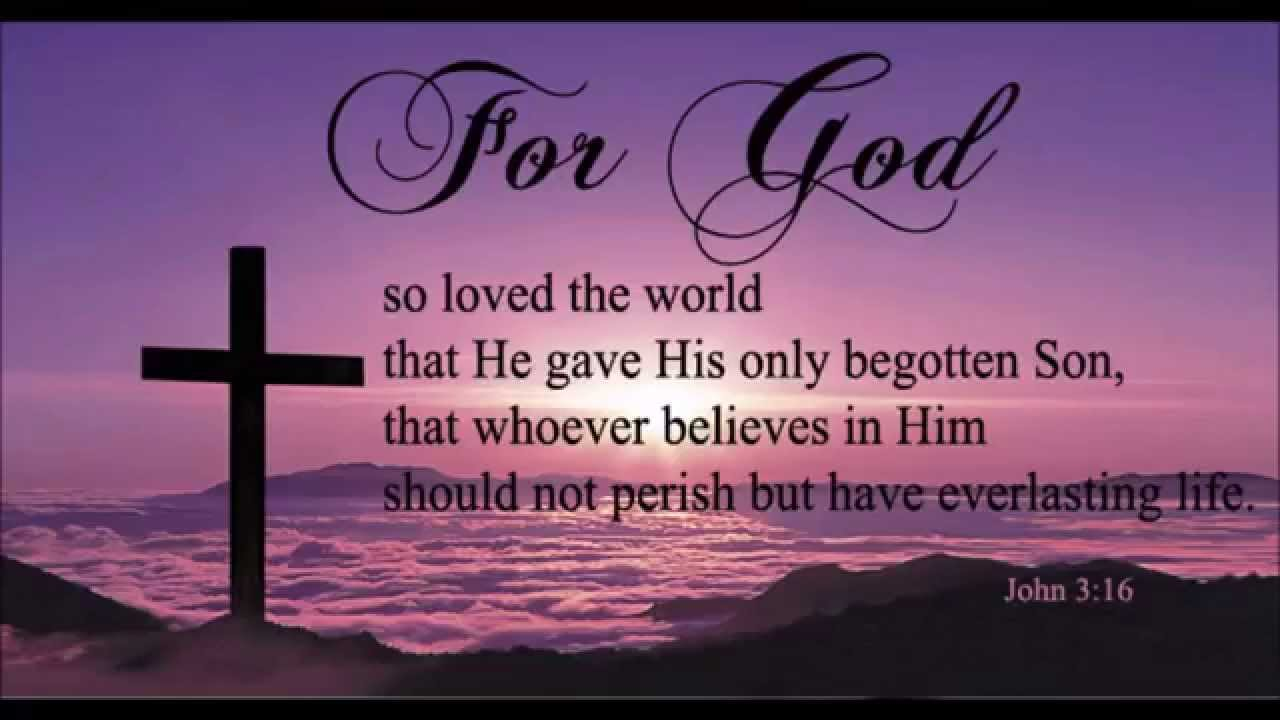 For God
so loved the world
that He gave His only begotten Son,
that whoever believes in Him
should not perish but have everlasting life.
John 3:16